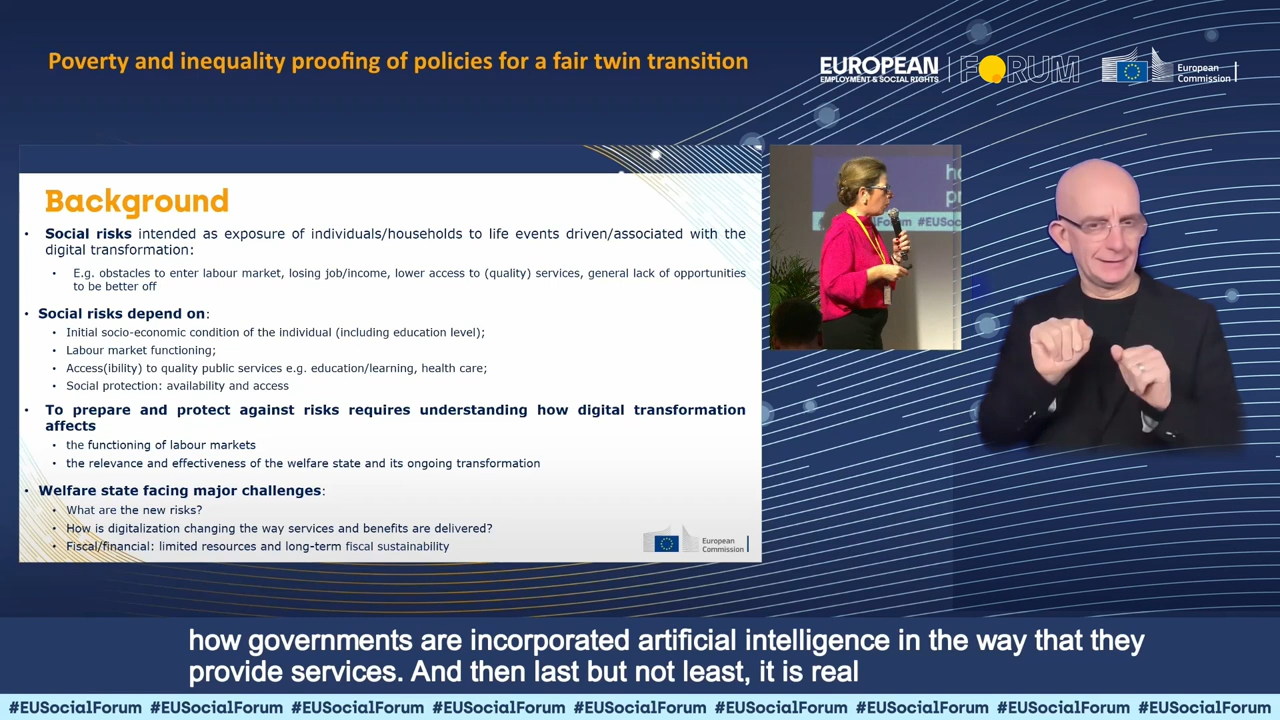 Poverty and inequality proofing of policies for a fair twin transition
EUROPEAN
EMPLOYMENT & SOCIAL RIGHTS
FORUM
European
Commission
Background
• Social risks intended as exposure of individuals/households to life events driven/associated with the
digital transformation:
• E.g. obstacles to enter labour market, losing job/income, lower access to (quality) services, general lack of opportunities
to be better off
• Social risks depend on:
• Initial socio-economic condition of the individual (including education level);
• Labour market functioning;
• Access(ibility) to quality public services e.g. education/learning, health care;
• Social protection: availability and access
• To prepare and protect against risks requires understanding how digital transformation
affects
• the functioning of labour markets
• the relevance and effectiveness of the welfare state and its ongoing transformation
• Welfare state facing major challenges:
• What are the new risks?
• How is digitalization changing the way services and benefits are delivered?
• Fiscal/financial: limited resources and long-term fiscal sustainability
European
Commission
how governments are incorporated artificial intelligence in the way that they
provide services. And then last but not least, it is real
#EUSocialForum #EUSocialForum #EUSocialForum #EUSocialForum #EUSocialForum #EUSocialForum #EUSocialForum #EUSocialForum #EUSocialForum